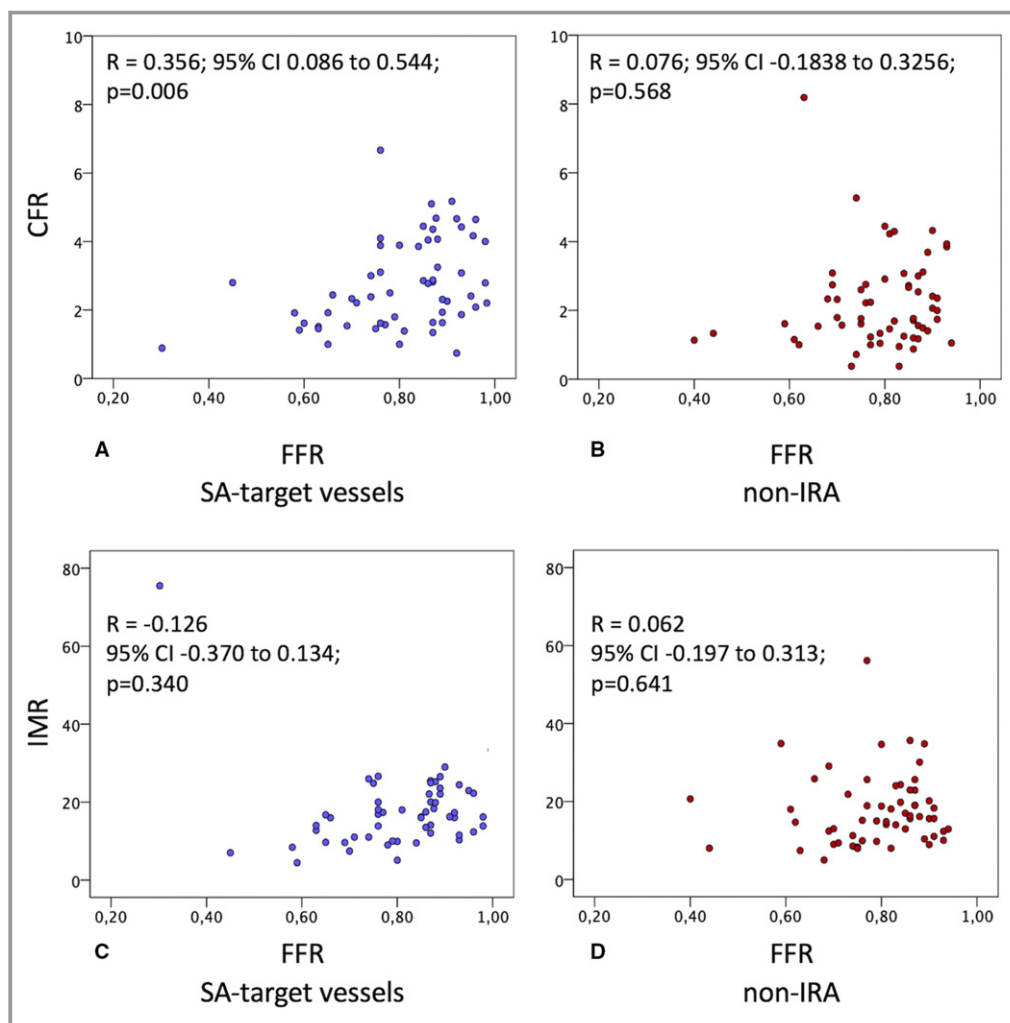 R = 0.356; 95% CI 0.086 to 0.544;
p=0.006
CFR
10
8
6
4
2
0
0,20 0,40 0,60 0,80 1,00
A
FFR
SA-target vessels
R = 0.076; 95% CI -0.1838 to 0.3256;
p=0.568
10
8
6
4
2
0
0,20 0,40 0,60 0,80 1,00
B
FFR
non-IRA
R = -0.126
95% CI -0.370 to 0.134;
p=0.340
IMR
80
60
40
20
0
0,20 0,40 0,60 0,80 1,00
C
FFR
SA-target vessels
R = 0.062
95% CI -0.197 to 0.313;
p=0.641
80
60
40
20
0
0,20 0,40 0,60 0,80 1,00
D
FFR
non-IRA